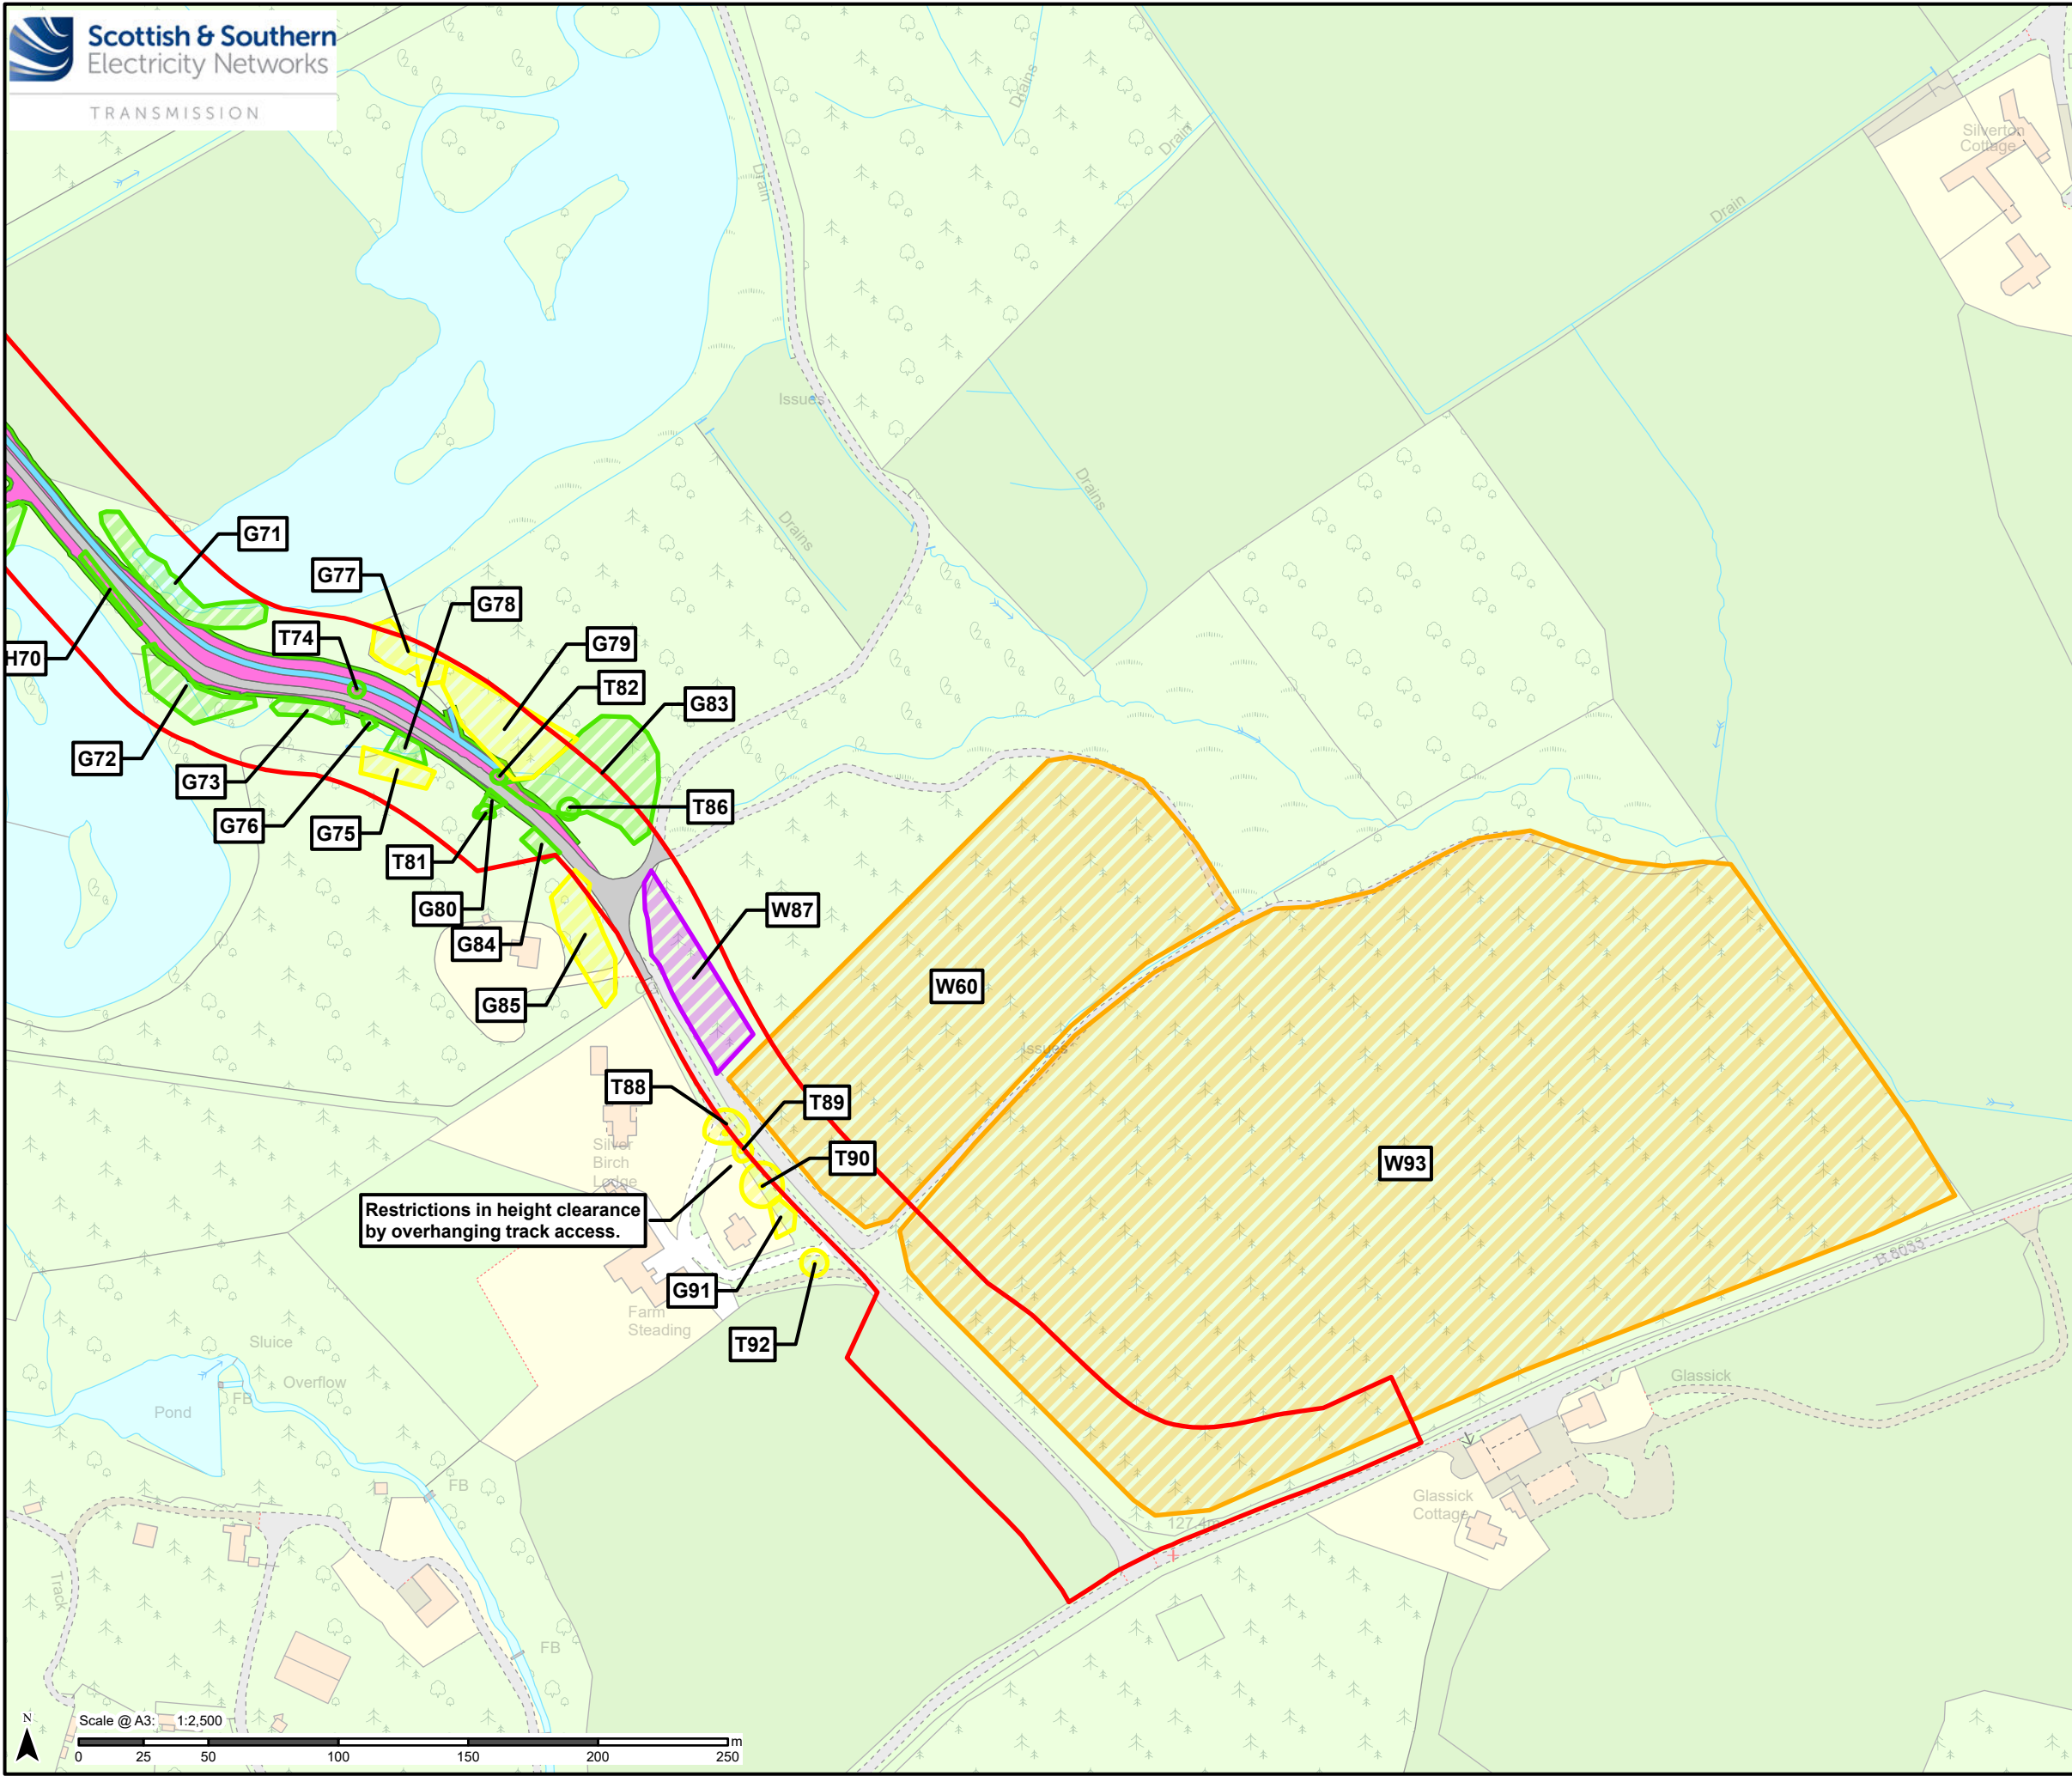 Scottish & Southern
Electricity Networks
TRANSMISSION
Drains
Drain
Drain
Silverton
Cottage
Drain
Issues
Drains
Drains
G71
G77
G78
T74
G79
H70
T82
G83
G72
G73
G76
G75
T86
T81
G80
W87
G84
G85
W60
Issues
T88
T89
Silver
Birch
Lodge
T90
W93
Restrictions in height clearance
by overhanging track access.
B 8033
G91
Farm
Steading
T92
Sluice
Overflow
FB
Pond
Glassick
FB
Glassick
Cottage
127.4m
Track
FB
N
Scale @ A3: 1:2,500
0 25 50 100 150 200 250 m